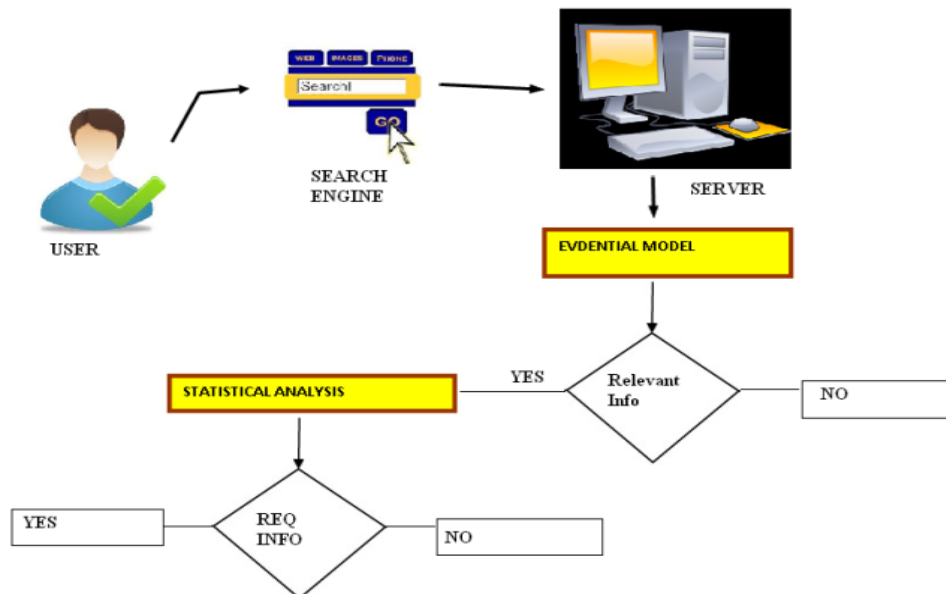 WEB IMAGES PHONE
Search
GO
SEARCH
ENGINE
USER
SERVER
EVDENTIAL MODEL
Relevant
Info
YES
NO
STATISTICAL ANALYSIS
REQ
INFO
YES
NO